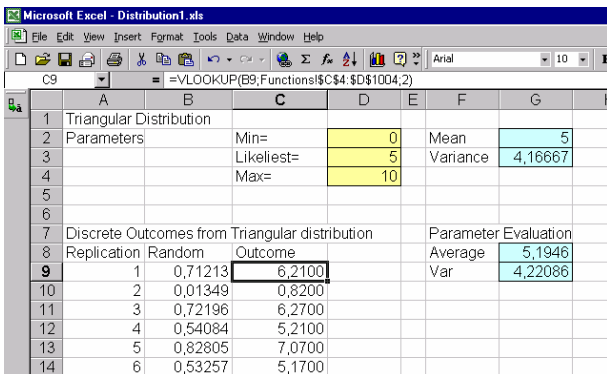 Microsoft Excel - Distribution1.xls
File Edit View Insert Format Tools Data Window Help
Arial 10
C9 = =VLOOKUP(B9;Functions!$C$4:$D$1004;2)
A B C D E F G
1 Triangular Distribution
2 Parameters Min= 0 Mean 5
3 Likeliest= 5 Variance 4,16667
4 Max= 10
5
6
7 Discrete Outcomes from Triangular distribution Parameter Evaluation
8 Replication Random Outcome Average 5,1946
9 1 0,71213 6,2100 Var 4,22086
10 2 0,01349 0,8200
11 3 0,72196 6,2700
12 4 0,54084 5,2100
13 5 0,82805 7,0700
14 6 0,53257 5,1700